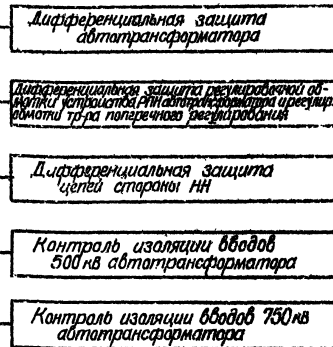 Дифференциальная защита
автотрансформатора
Дифференциальная защита регулировочной об-
мотки устройства РПН автотрансформатора и регулир.
обмотки тр-ра поперечного регулирования
Дифференциальная защита
цепей стороны НН
Контроль изоляции вводов
500 кв автотрансформатора
Контроль изоляции вводов 750 кв
автотрансформатора